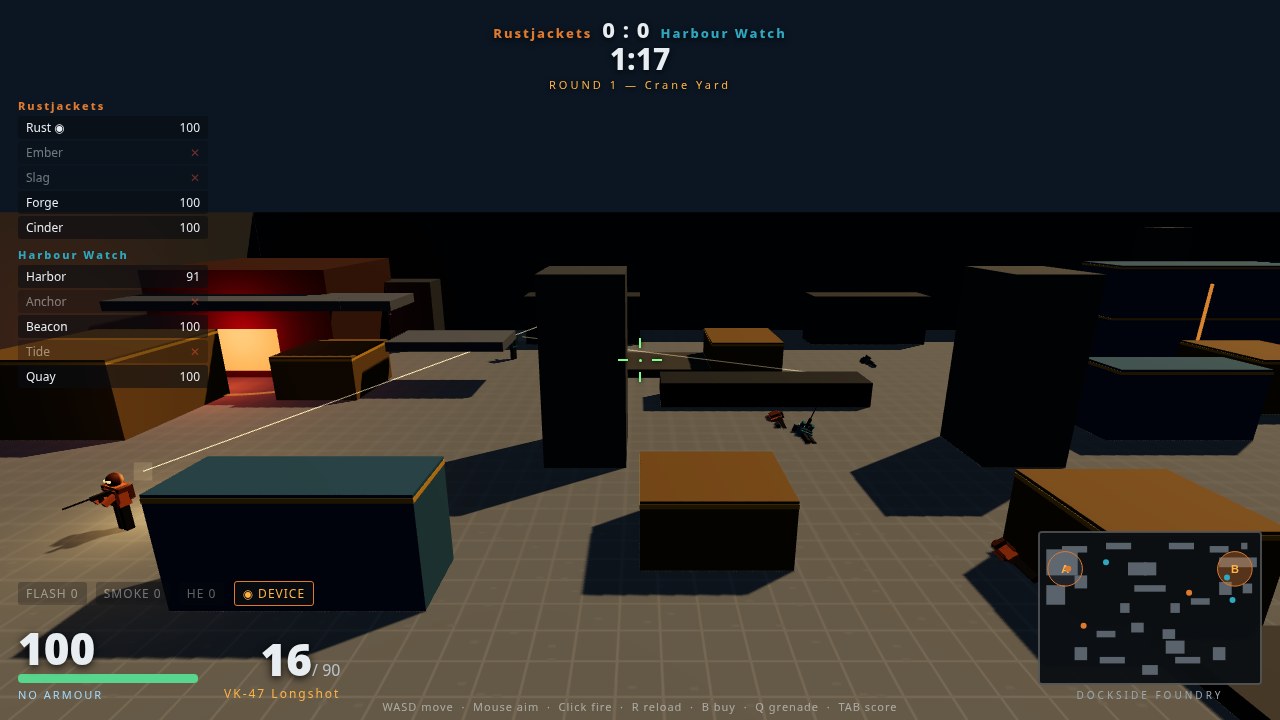 Rustjackets 0 : 0 Harbour Watch
1:17
ROUND 1 — Crane Yard
Rustjackets
Rust ◉ 100
Ember ✕
Slag ✕
Forge 100
Cinder 100
Harbour Watch
Harbor 91
Anchor ✕
Beacon 100
Tide ✕
Quay 100
A
B
FLASH 0 SMOKE 0 HE 0 ◉ DEVICE
100
NO ARMOUR
16 / 90
VK-47 Longshot
DOCKSIDE FOUNDRY
WASD move · Mouse aim · Click fire · R reload · B buy · Q grenade · TAB score